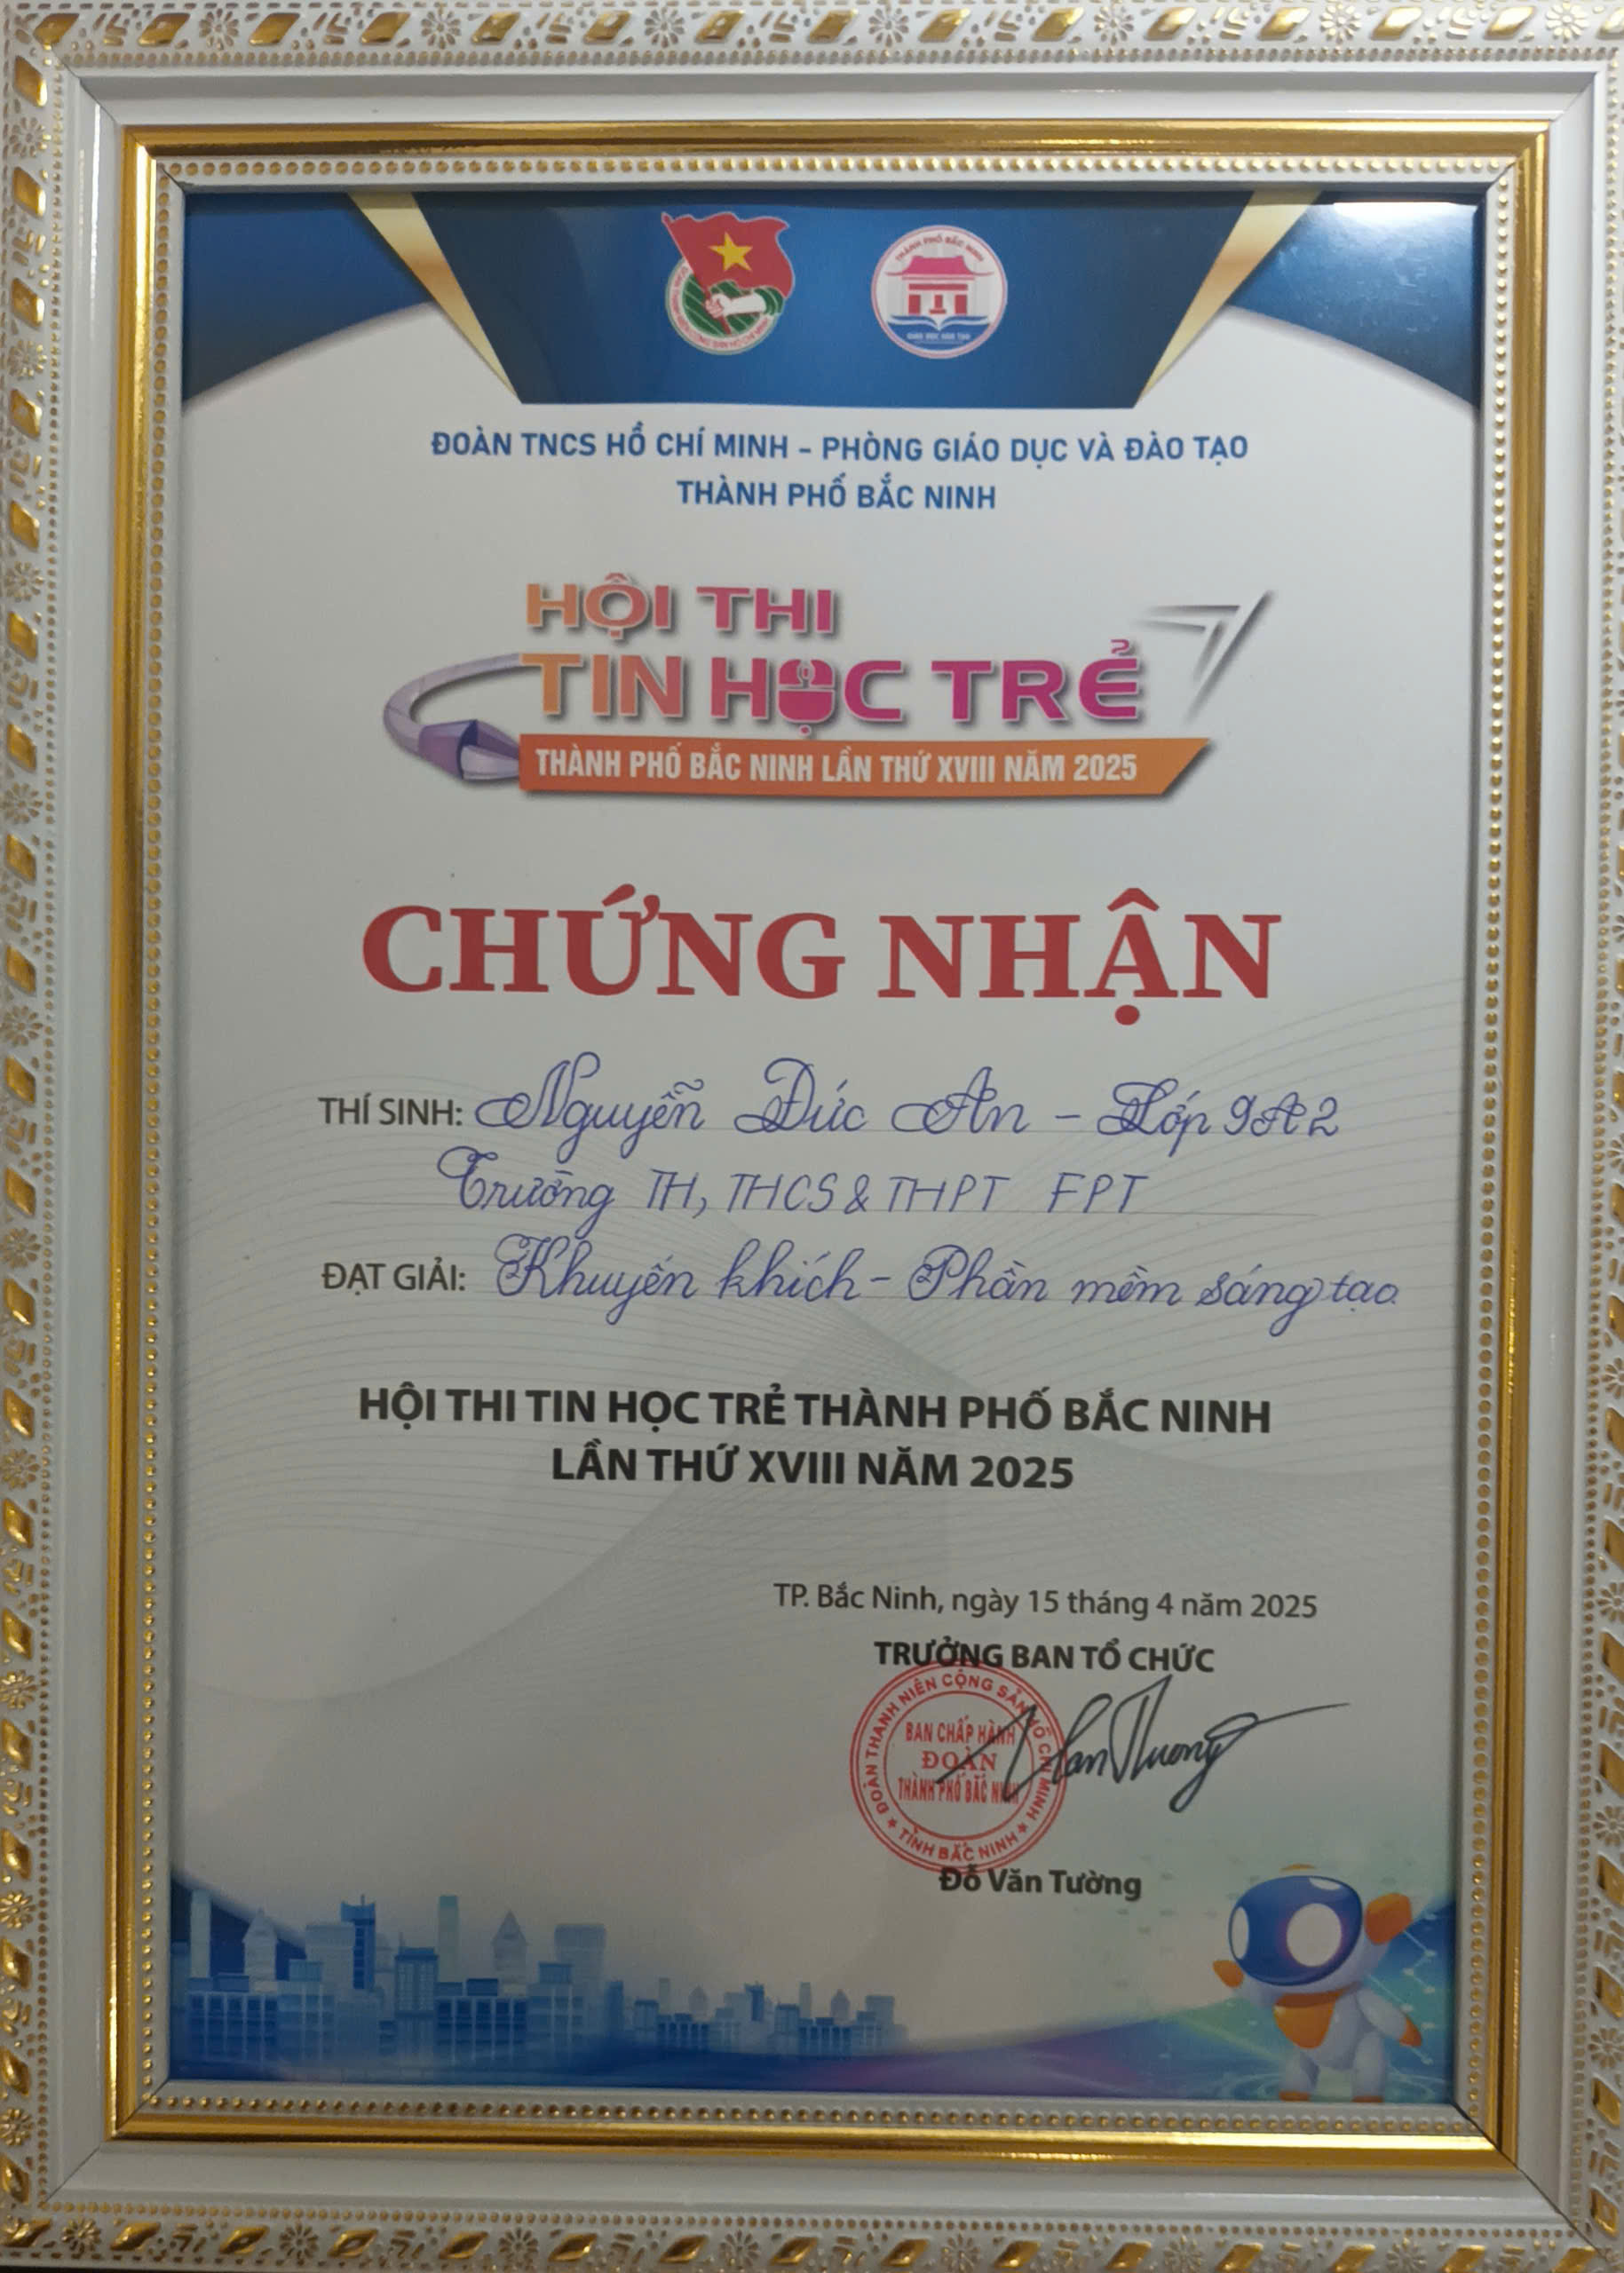 THÀNH PHỐ BẮC NINH
ĐOÀN TNCS HỒ CHÍ MINH - PHÒNG GIÁO DỤC VÀ ĐÀO TẠO
THÀNH PHỐ BẮC NINH
HỘI THI
TIN HỌC TRẺ
THÀNH PHỐ BẮC NINH LẦN THỨ XVIII NĂM 2025
CHỨNG NHẬN
THÍ SINH: Nguyễn Đức An - Lớp 9A2
Trường TH, THCS & THPT FPT
ĐẠT GIẢI: Khuyến khích - Phần mềm sáng tạo
HỘI THI TIN HỌC TRẺ THÀNH PHỐ BẮC NINH
LẦN THỨ XVIII NĂM 2025
TP. Bắc Ninh, ngày 15 tháng 4 năm 2025
TRƯỞNG BAN TỔ CHỨC
ĐOÀN THANH NIÊN CỘNG SẢN HỒ CHÍ MINH
BAN CHẤP HÀNH
ĐOÀN
THÀNH PHỐ BẮC NINH
TỈNH BẮC NINH
Đỗ Văn Tường